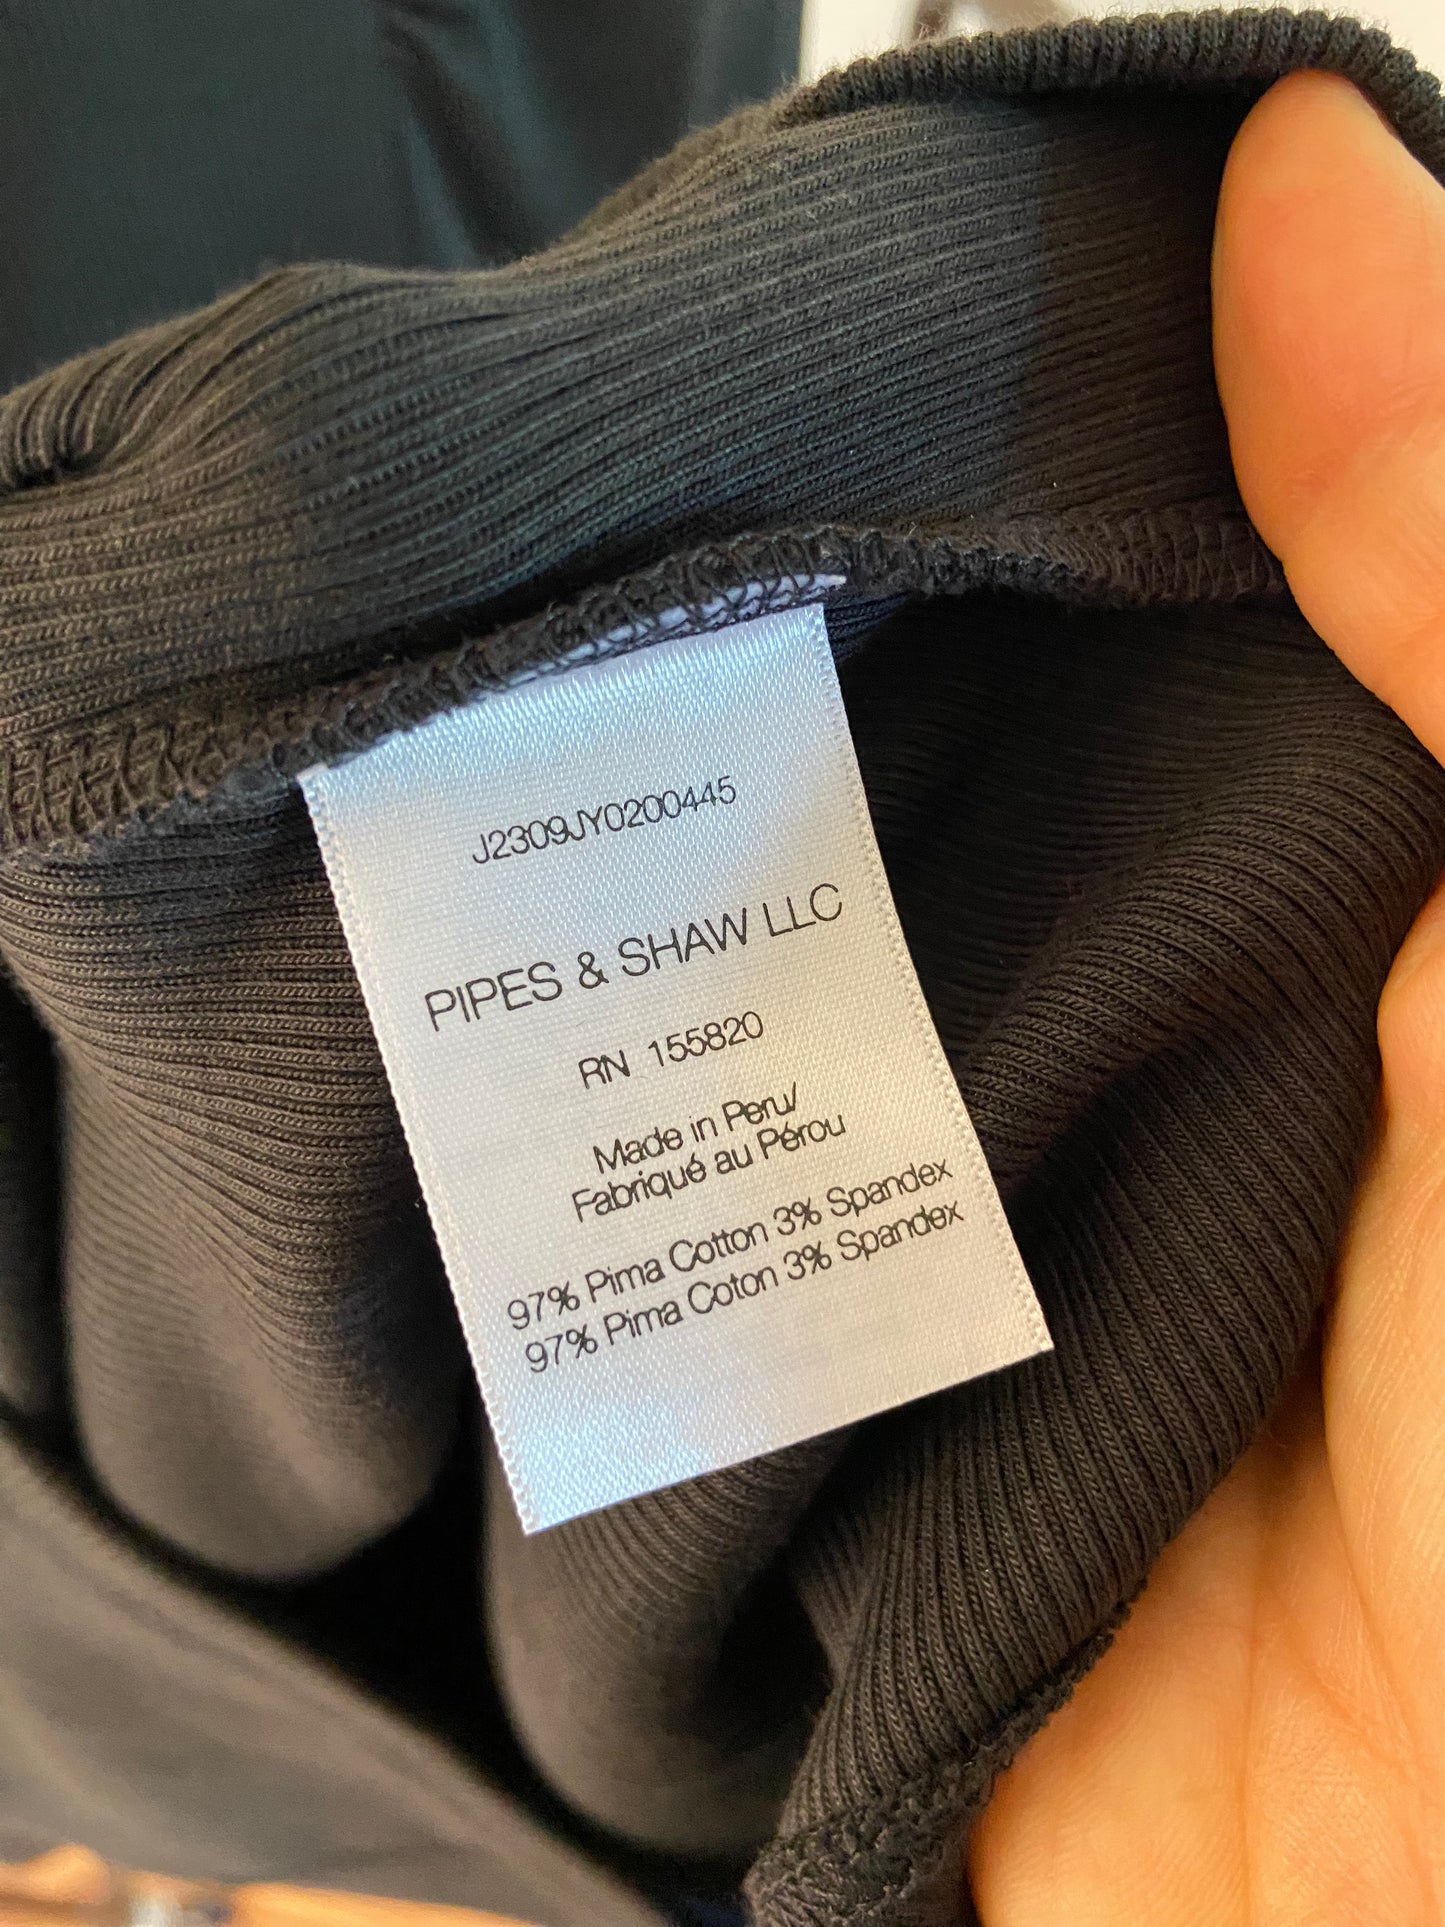 J2309JY0200445
PIPES & SHAW LLC
RN 155820
Made in Peru/
Fabriqué au Pérou
97% Pima Cotton 3% Spandex
97% Pima Coton 3% Spandex